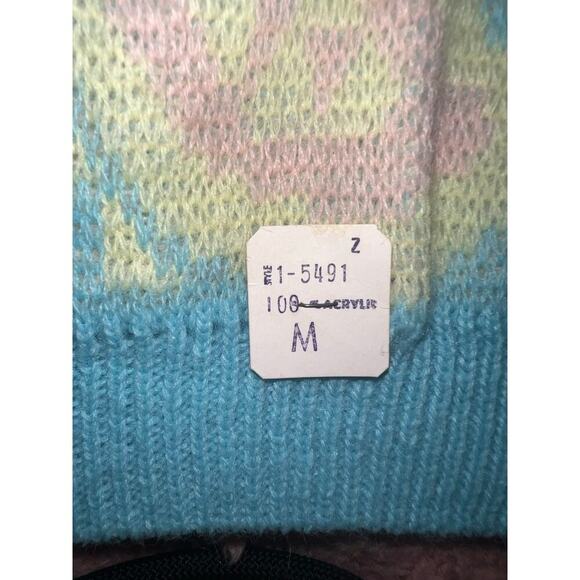 Z
STYLE 1-5491
100 % ACRYLIC
M